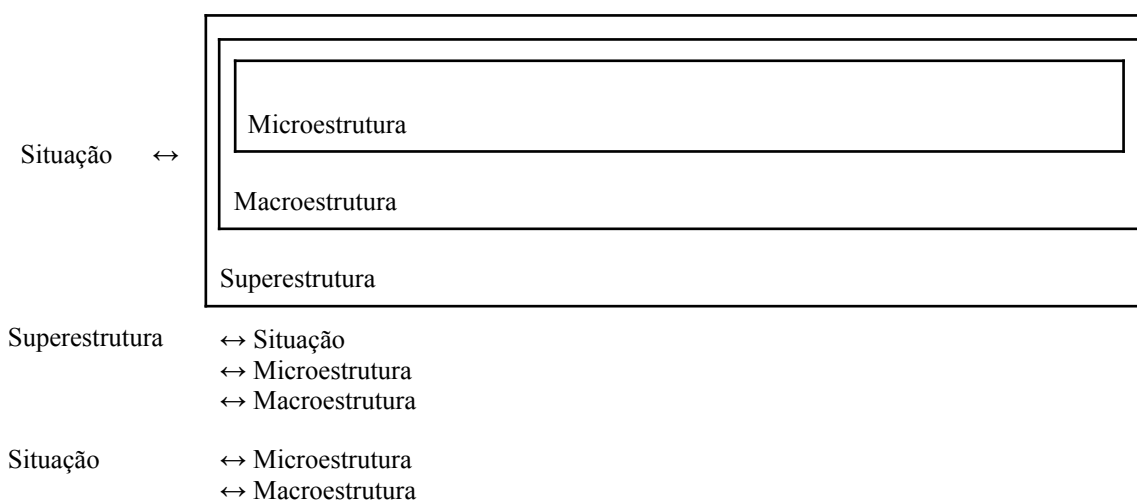 Microestrutura
Situação ↔
Macroestrutura
Superestrutura
Superestrutura ↔ Situação
↔ Microestrutura
↔ Macroestrutura
Situação ↔ Microestrutura
↔ Macroestrutura